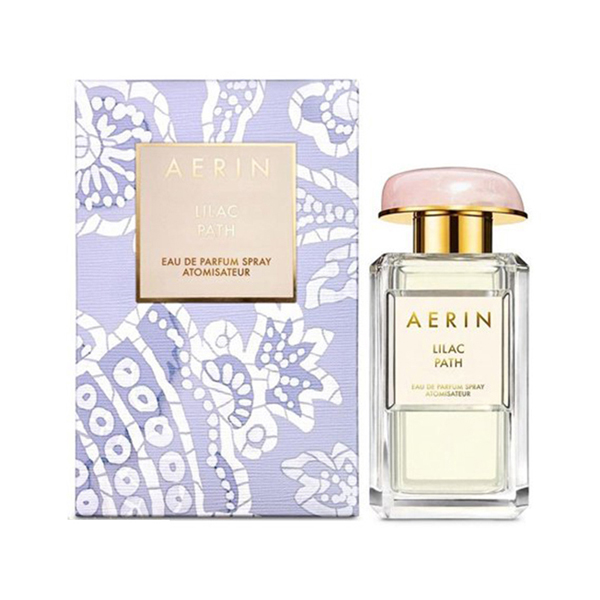 AERIN
LILAC
PATH
EAU DE PARFUM SPRAY
ATOMISATEUR
AERIN
LILAC
PATH
EAU DE PARFUM SPRAY
ATOMISATEUR